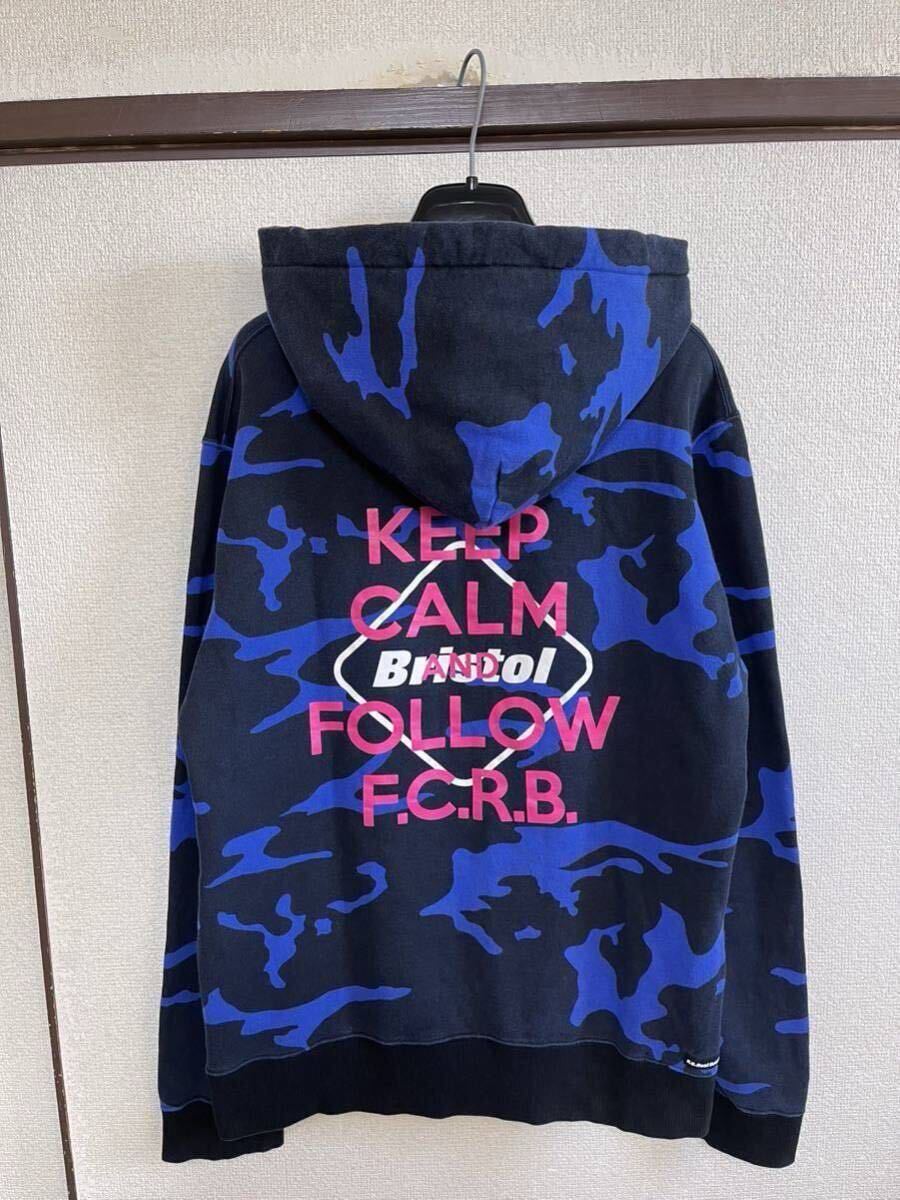 KEEP
CALM
Bristol
AND
FOLLOW
F.C.R.B.